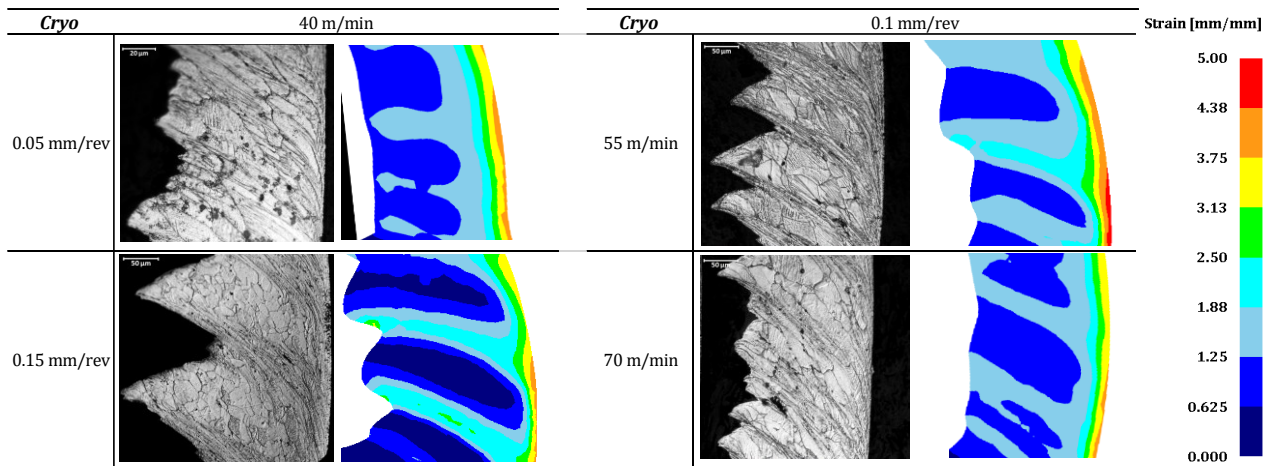 Cryo 40 m/min Cryo 0.1 mm/rev Strain [mm/mm]
20 µm
50 µm
5.00
4.38
0.05 mm/rev
55 m/min
3.75
3.13
2.50
50 µm
50 µm
1.88
0.15 mm/rev
70 m/min
1.25
0.625
0.000